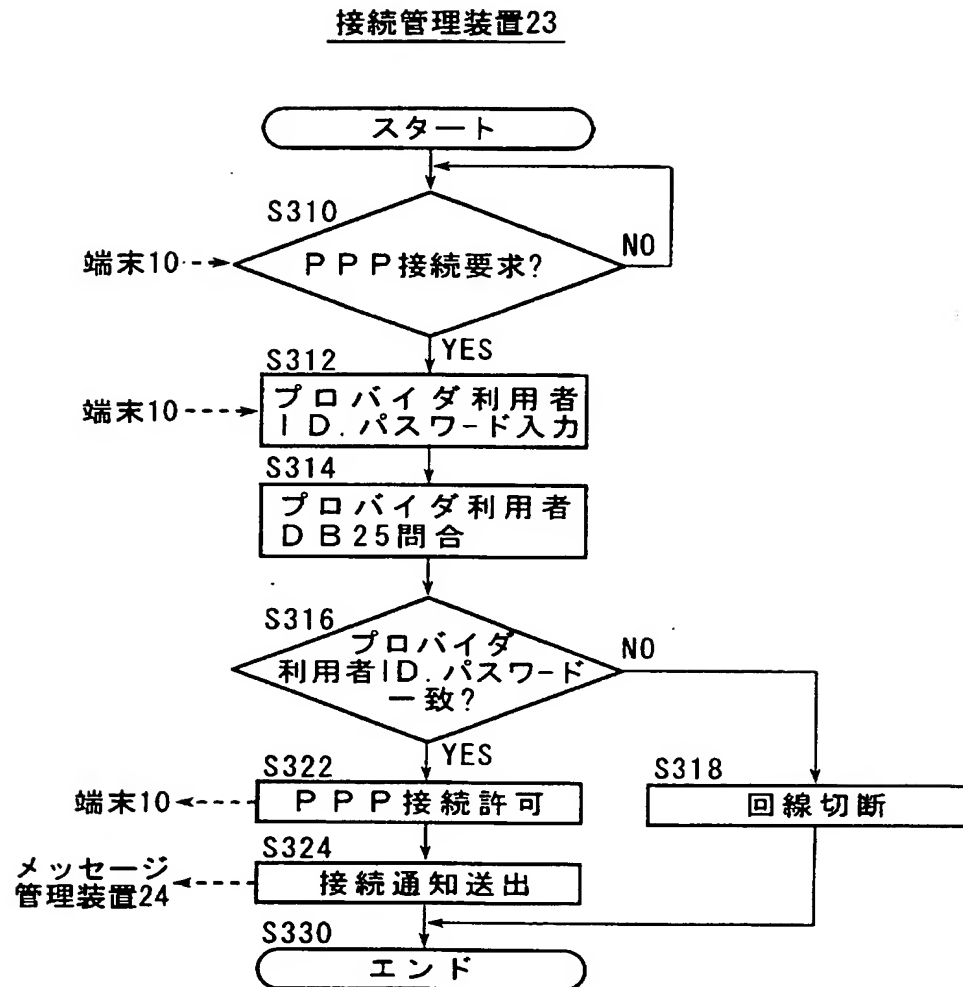 接続管理装置23
スタート
S310
端末10
PPP接続要求?
NO
YES
S312
端末10
プロバイダ利用者
ID.パスワード入力
S314
プロバイダ利用者
DB25問合
S316
プロバイダ
利用者ID.パスワード
一致?
NO
YES
S322
端末10
PPP接続許可
S318
回線切断
S324
メッセージ
管理装置24
接続通知送出
S330
エンド